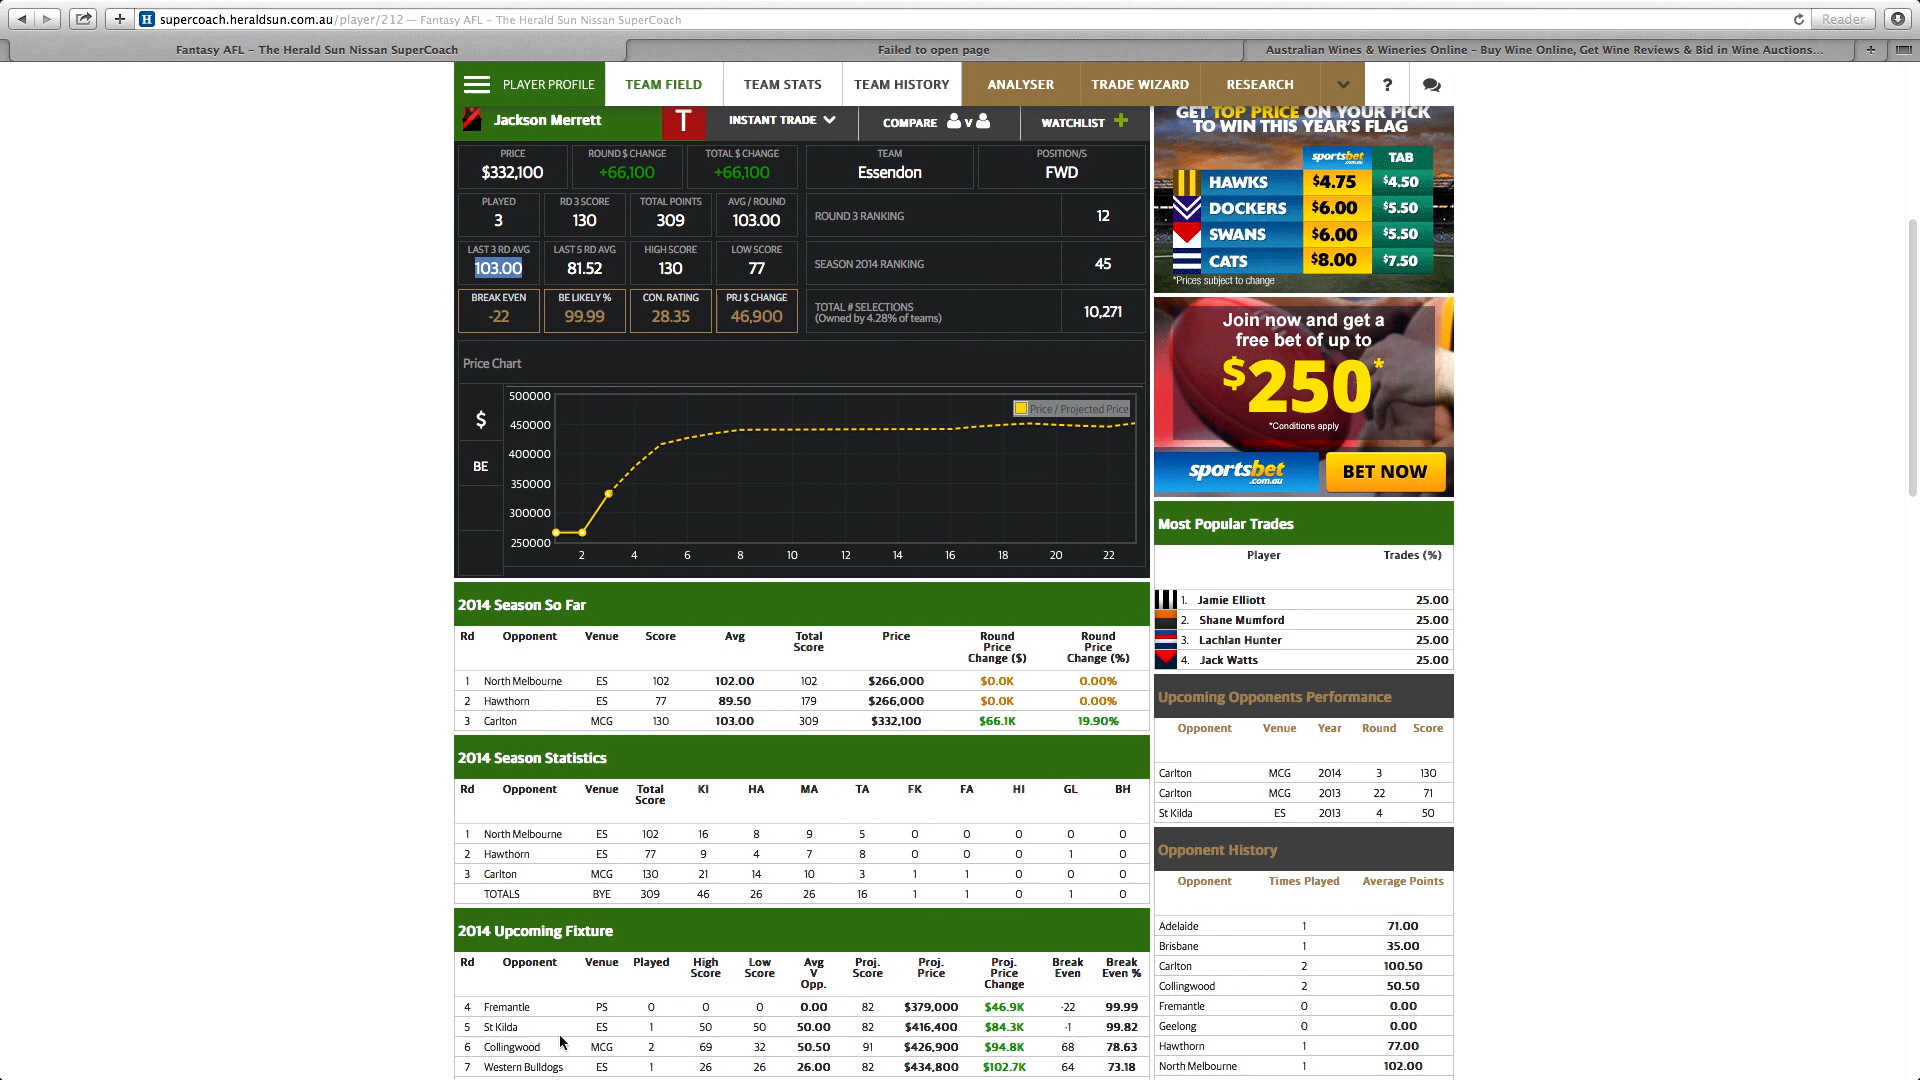 supercoach.heraldsun.com.au/player/212 — Fantasy AFL – The Herald Sun Nissan SuperCoach
Reader
Fantasy AFL – The Herald Sun Nissan SuperCoach
Failed to open page
Australian Wines & Wineries Online - Buy Wine Online, Get Wine Reviews & Bid in Wine Auctions...
PLAYER PROFILE TEAM FIELD TEAM STATS TEAM HISTORY ANALYSER TRADE WIZARD RESEARCH ?
Jackson Merrett T INSTANT TRADE COMPARE V WATCHLIST
PRICE ROUND $ CHANGE TOTAL $ CHANGE TEAM POSITION/S
$332,100 +66,100 +66,100 Essendon FWD
PLAYED RD 3 SCORE TOTAL POINTS AVG / ROUND
3 130 309 103.00
ROUND 3 RANKING 12
LAST 3 RD AVG LAST 5 RD AVG HIGH SCORE LOW SCORE
103.00 81.52 130 77
SEASON 2014 RANKING 45
BREAK EVEN BE LIKELY % CON. RATING PRJ $ CHANGE
-22 99.99 28.35 46,900
TOTAL # SELECTIONS
(Owned by 4.28% of teams)
10,271
Price Chart
$
BE
Price / Projected Price
500000
450000
400000
350000
300000
250000
2 4 6 8 10 12 14 16 18 20 22
2014 Season So Far
Rd Opponent Venue Score Avg Total Score Price Round Price Change ($) Round Price Change (%)
1 North Melbourne ES 102 102.00 102 $266,000 $0.0K 0.00%
2 Hawthorn ES 77 89.50 179 $266,000 $0.0K 0.00%
3 Carlton MCG 130 103.00 309 $332,100 $66.1K 19.90%
2014 Season Statistics
Rd Opponent Venue Total Score KI HA MA TA FK FA HI GL BH
1 North Melbourne ES 102 16 8 9 5 0 0 0 0 0
2 Hawthorn ES 77 9 4 7 8 0 0 0 1 0
3 Carlton MCG 130 21 14 10 3 1 1 0 0 0
TOTALS BYE 309 46 26 26 16 1 1 0 1 0
2014 Upcoming Fixture
Rd Opponent Venue Played High Score Low Score Avg V Opp. Proj. Score Proj. Price Proj. Price Change Break Even Break Even %
4 Fremantle PS 0 0 0 0.00 82 $379,000 $46.9K -22 99.99
5 St Kilda ES 1 50 50 50.00 82 $416,400 $84.3K -1 99.82
6 Collingwood MCG 2 69 32 50.50 91 $426,900 $94.8K 68 78.63
7 Western Bulldogs ES 1 26 26 26.00 82 $434,800 $102.7K 64 73.18
GET TOP PRICE ON YOUR PICK
TO WIN THIS YEAR'S FLAG
sportsbet.com.au TAB
HAWKS $4.75 $4.50
DOCKERS $6.00 $5.50
SWANS $6.00 $5.50
CATS $8.00 $7.50
*Prices subject to change
Join now and get a
free bet of up to
$250*
*Conditions apply
sportsbet.com.au BET NOW
Most Popular Trades
Player Trades (%)
1. Jamie Elliott 25.00
2. Shane Mumford 25.00
3. Lachlan Hunter 25.00
4. Jack Watts 25.00
Upcoming Opponents Performance
Opponent Venue Year Round Score
Carlton MCG 2014 3 130
Carlton MCG 2013 22 71
St Kilda ES 2013 4 50
Opponent History
Opponent Times Played Average Points
Adelaide 1 71.00
Brisbane 1 35.00
Carlton 2 100.50
Collingwood 2 50.50
Fremantle 0 0.00
Geelong 0 0.00
Hawthorn 1 77.00
North Melbourne 1 102.00